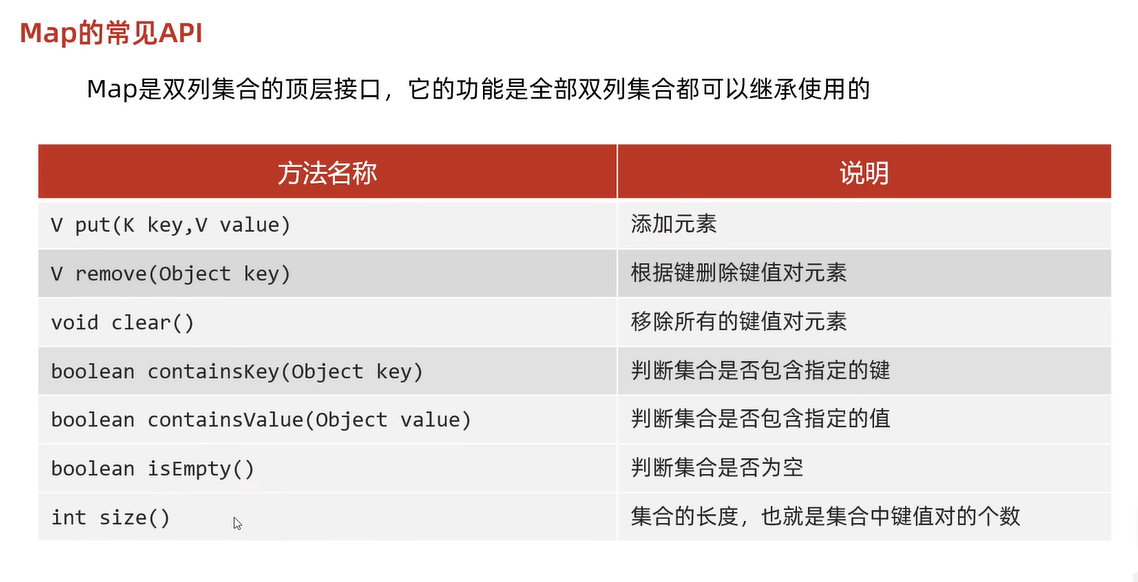 Map的常见API
Map是双列集合的顶层接口，它的功能是全部双列集合都可以继承使用的
方法名称 说明
V put(K key,V value) 添加元素
V remove(Object key) 根据键删除键值对元素
void clear() 移除所有的键值对元素
boolean containsKey(Object key) 判断集合是否包含指定的键
boolean containsValue(Object value) 判断集合是否包含指定的值
boolean isEmpty() 判断集合是否为空
int size() 集合的长度，也就是集合中键值对的个数